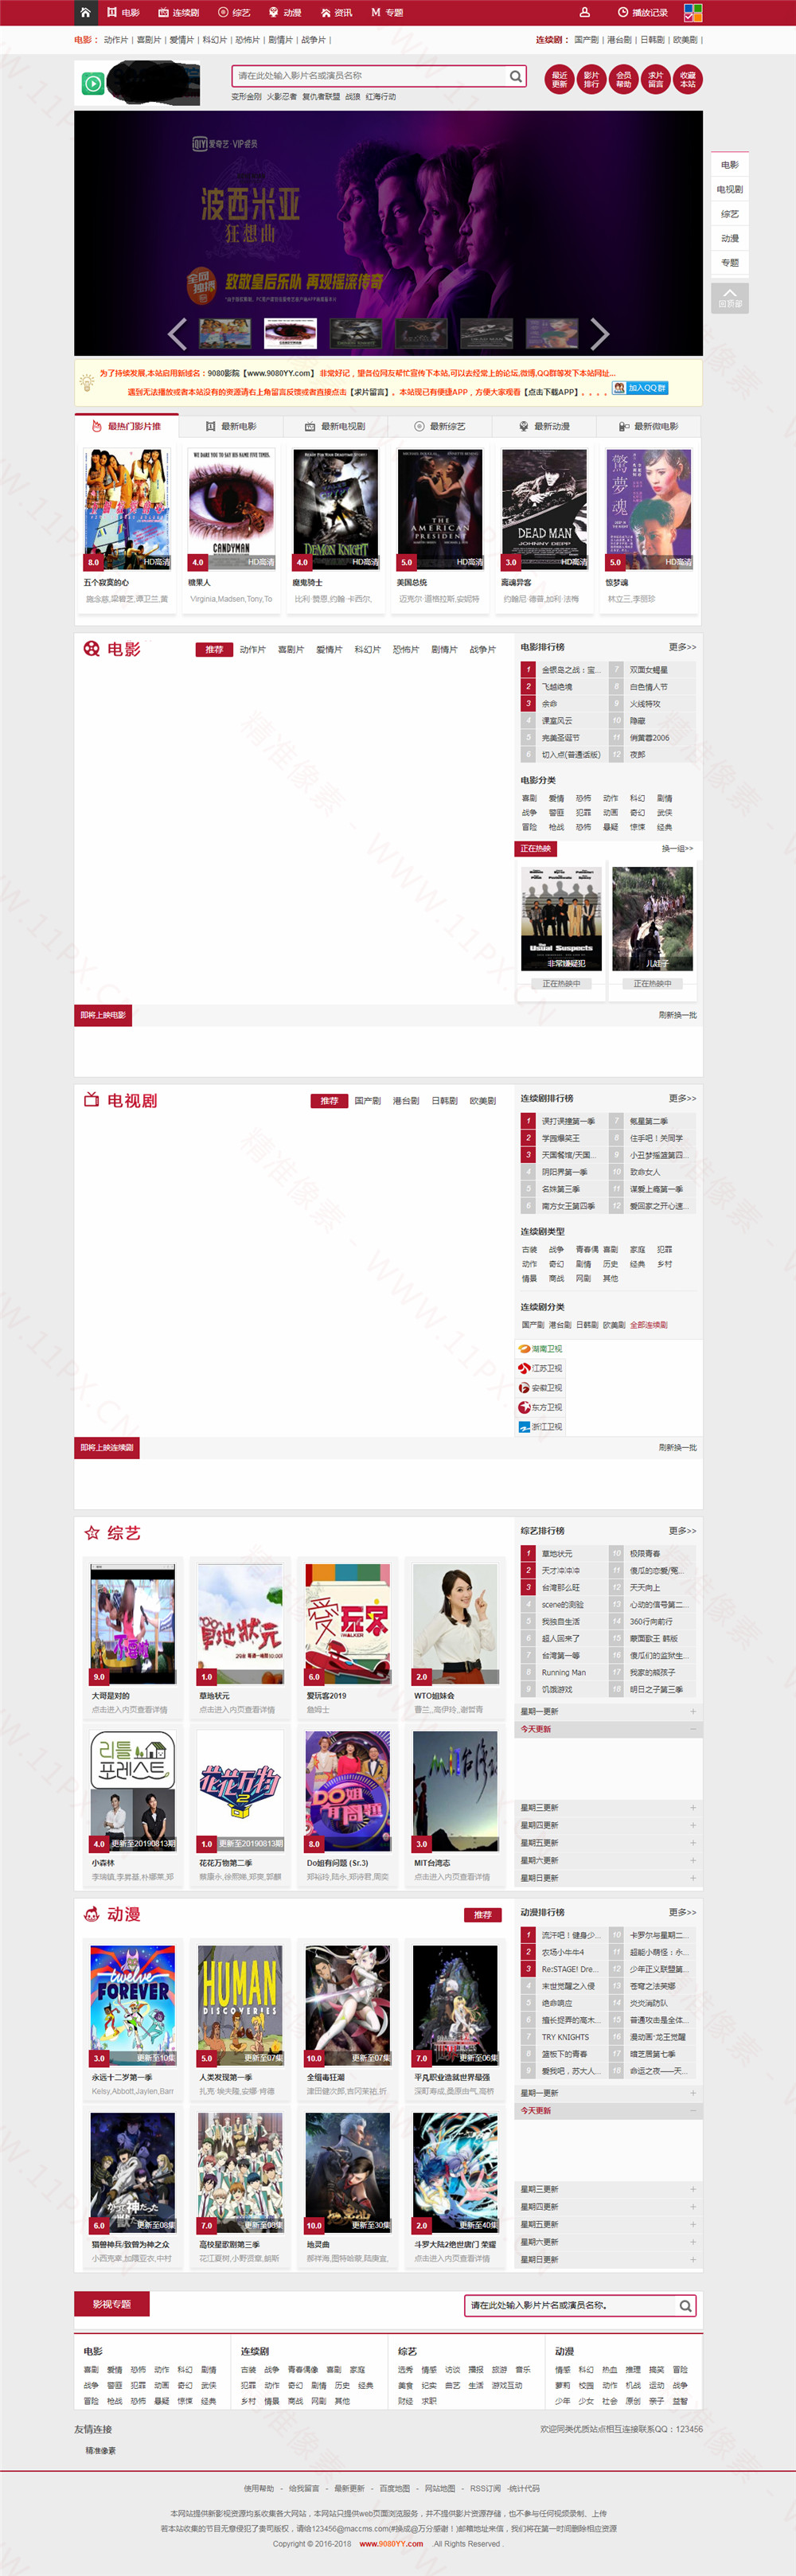 电影 连续剧 综艺 动漫 资讯 专题 播放记录
电影： 动作片 | 喜剧片 | 爱情片 | 科幻片 | 恐怖片 | 剧情片 | 战争片 | 连续剧： 国产剧 | 港台剧 | 日韩剧 | 欧美剧 |
请在此处输入影片名或演员名称
变形金刚 火影忍者 复仇者联盟 战狼 红海行动
最近更新 影片排行 会员帮助 求片留言 收藏本站
爱奇艺·VIP会员
波西米亚
狂想曲
全网独播
致敬皇后乐队 再现摇滚传奇
电影
电视剧
综艺
动漫
专题
回顶部
为了持续发展,本站启用新域名：9080影院【www.9080YY.com】 非常好记，望各位网友帮忙宣传下本站,可以去经常上的论坛,微博,QQ群等发下本站网址...
遇到无法播放或者本站没有的资源请右上角留言反馈或者直接点击【求片留言】。本站现已有便捷APP，方便大家观看【点击下载APP】。。。。 加入QQ群
最热门影片推 最新电影 最新电视剧 最新综艺 最新动漫 最新微电影
8.0 HD高清 4.0 HD高清 4.0 HD高清 5.0 HD高清 3.0 HD高清 5.0 HD高清
五个寂寞的心 糖果人 魔鬼骑士 美国总统 离魂异客 惊梦魂
Virginia,Madsen,Tony,To 比利·赞恩,约翰·卡西尔, 迈克尔·道格拉斯,安妮特 约翰尼·德普,加利·法梅 林立三,李丽珍
电影 推荐 动作片 喜剧片 爱情片 科幻片 恐怖片 剧情片 战争片
电影排行榜 更多>>
1 金银岛之战：宝... 7 双面女蝎星
2 飞越绝境 8 白色情人节
3 余命 9 火线特攻
4 课室风云 10 隐藏
5 完美圣诞节 11 俏黄蓉2006
6 切入点(普通话版) 12 夜郎
电影分类
喜剧 爱情 恐怖 动作 科幻 剧情
战争 警匪 犯罪 动画 奇幻 武侠
冒险 枪战 恐怖 悬疑 惊悚 经典
正在热映 换一组>>
非常嫌疑犯 儿娃子
正在热映中 正在热映中
即将上映电影 刷新换一批
电视剧 推荐 国产剧 港台剧 日韩剧 欧美剧
连续剧排行榜 更多>>
1 误打误撞第一季 7 氪星第二季
2 学园爆笑王 8 住手吧！关同学
3 天国餐馆/天国... 9 小丑梦摇篮第四...
4 阴阳界第一季 10 致命女人
5 名姝第三季 11 谋爱上瘾第一季
6 南方女王第四季 12 爱回家之开心速...
连续剧类型
古装 战争 青春偶 喜剧 家庭 犯罪
动作 奇幻 剧情 历史 经典 乡村
情景 商战 网剧 其他
连续剧分类
国产剧 港台剧 日韩剧 欧美剧 全部连续剧
湖南卫视
江苏卫视
安徽卫视
东方卫视
浙江卫视
即将上映连续剧 刷新换一批
综艺
综艺排行榜 更多>>
1 草地状元 10 极限青春
2 天才冲冲冲 11 傻瓜的恋爱/冤...
3 台湾那么旺 12 天天向上
4 scene的测验 13 心动的信号第二...
5 我独自生活 14 360行向前行
6 超人回来了 15 蒙面歌王 韩版
7 台湾第一等 16 傻瓜们的监狱生...
8 Running Man 17 我家的熊孩子
9 饥饿游戏 18 明日之子第三季
星期一更新 +
今天更新 −
星期三更新 +
星期四更新 +
星期五更新 +
星期六更新 +
星期日更新 +
9.0 1.0 6.0 2.0
大哥是对的 草地状元 爱玩客2019 WTO姐妹会
点击进入内页查看详情 点击进入内页查看详情 詹姆士 曹兰,高伊玲,谢哲青
4.0 更新至20190813期 1.0 更新至20190813期 8.0 3.0
小森林 花花万物第二季 Do姐有问题 (Sr.3) MIT台湾志
李瑞镇,李昇基,朴娜莱,郑 蔡康永,徐熙娣,郑爽,郭麒 郑裕玲,陆永,郑诗君,周奕 点击进入内页查看详情
动漫 推荐
动漫排行榜 更多>>
1 流汗吧！健身少... 10 卡罗尔与星期二...
2 农场小牛牛4 11 超能小萌怪：永...
3 Re:STAGE! Dre... 12 少年正义联盟第...
4 末世觉醒之入侵 13 苍穹之法芙娜
5 绝命响应 14 炎炎消防队
6 擅长捉弄的高木... 15 普通攻击是全体...
7 TRY KNIGHTS 16 漫动画·龙王觉醒
8 篮板下的青春 17 暗芝居第七季
9 爱我吧，苏大人... 18 命运之夜——天...
星期一更新 +
今天更新 −
星期三更新 +
星期四更新 +
星期五更新 +
星期六更新 +
星期日更新 +
3.0 更新至10集 5.0 更新至07集 10.0 更新至07集 7.0 更新至06集
永远十二岁第一季 人类发现第一季 全缉毒狂潮 平凡职业造就世界最强
Kelsy,Abbott,Jaylen,Barr 扎克·埃夫隆,安娜·肯德 津田健次郎,吉冈茉祐,折 深町寿成,桑原由气,高桥
6.0 更新至08集 7.0 更新至08集 10.0 更新至30集 2.0 更新至40集
猎兽神兵/致曾为神之众 高校星歌剧第三季 地灵曲 斗罗大陆2绝世唐门 荣耀
小西克幸,加隈亚衣,中村 花江夏树,小野贤章,蒼斯 郝祥海,图特哈蒙,陆庚宜, 点击进入内页查看详情
影视专题 请在此处输入影片片名或演员名称。
电影 连续剧 综艺 动漫
喜剧 爱情 恐怖 动作 科幻 剧情 古装 战争 青春偶像 喜剧 家庭 选秀 情感 访谈 播报 旅游 音乐 情感 科幻 热血 推理 搞笑 冒险
战争 警匪 犯罪 动画 奇幻 武侠 犯罪 动作 奇幻 剧情 历史 经典 美食 纪实 曲艺 生活 游戏互动 萝莉 校园 动作 机战 运动 战争
冒险 枪战 恐怖 悬疑 惊悚 经典 乡村 情景 商战 网剧 其他 财经 求职 少年 少女 社会 原创 亲子 益智
友情连接 欢迎同类优质站点相互连接联系QQ：123456
精准像素
使用帮助 - 给我留言 - 最新更新 - 百度地图 - 网站地图 - RSS订阅 -统计代码
本网站提供新影视资源均系收集各大网站，本网站只提供web页面浏览服务，并不提供影片资源存储，也不参与任何视频录制、上传
若本站收集的节目无意侵犯了贵司版权，请给123456@maccms.com(#换成@万分感谢！)邮箱地址来信，我们将在第一时间删除相应资源
Copyright © 2016-2018 www.9080YY.com .All Rights Reserved .
精准像素 - WWW.11PX.CN